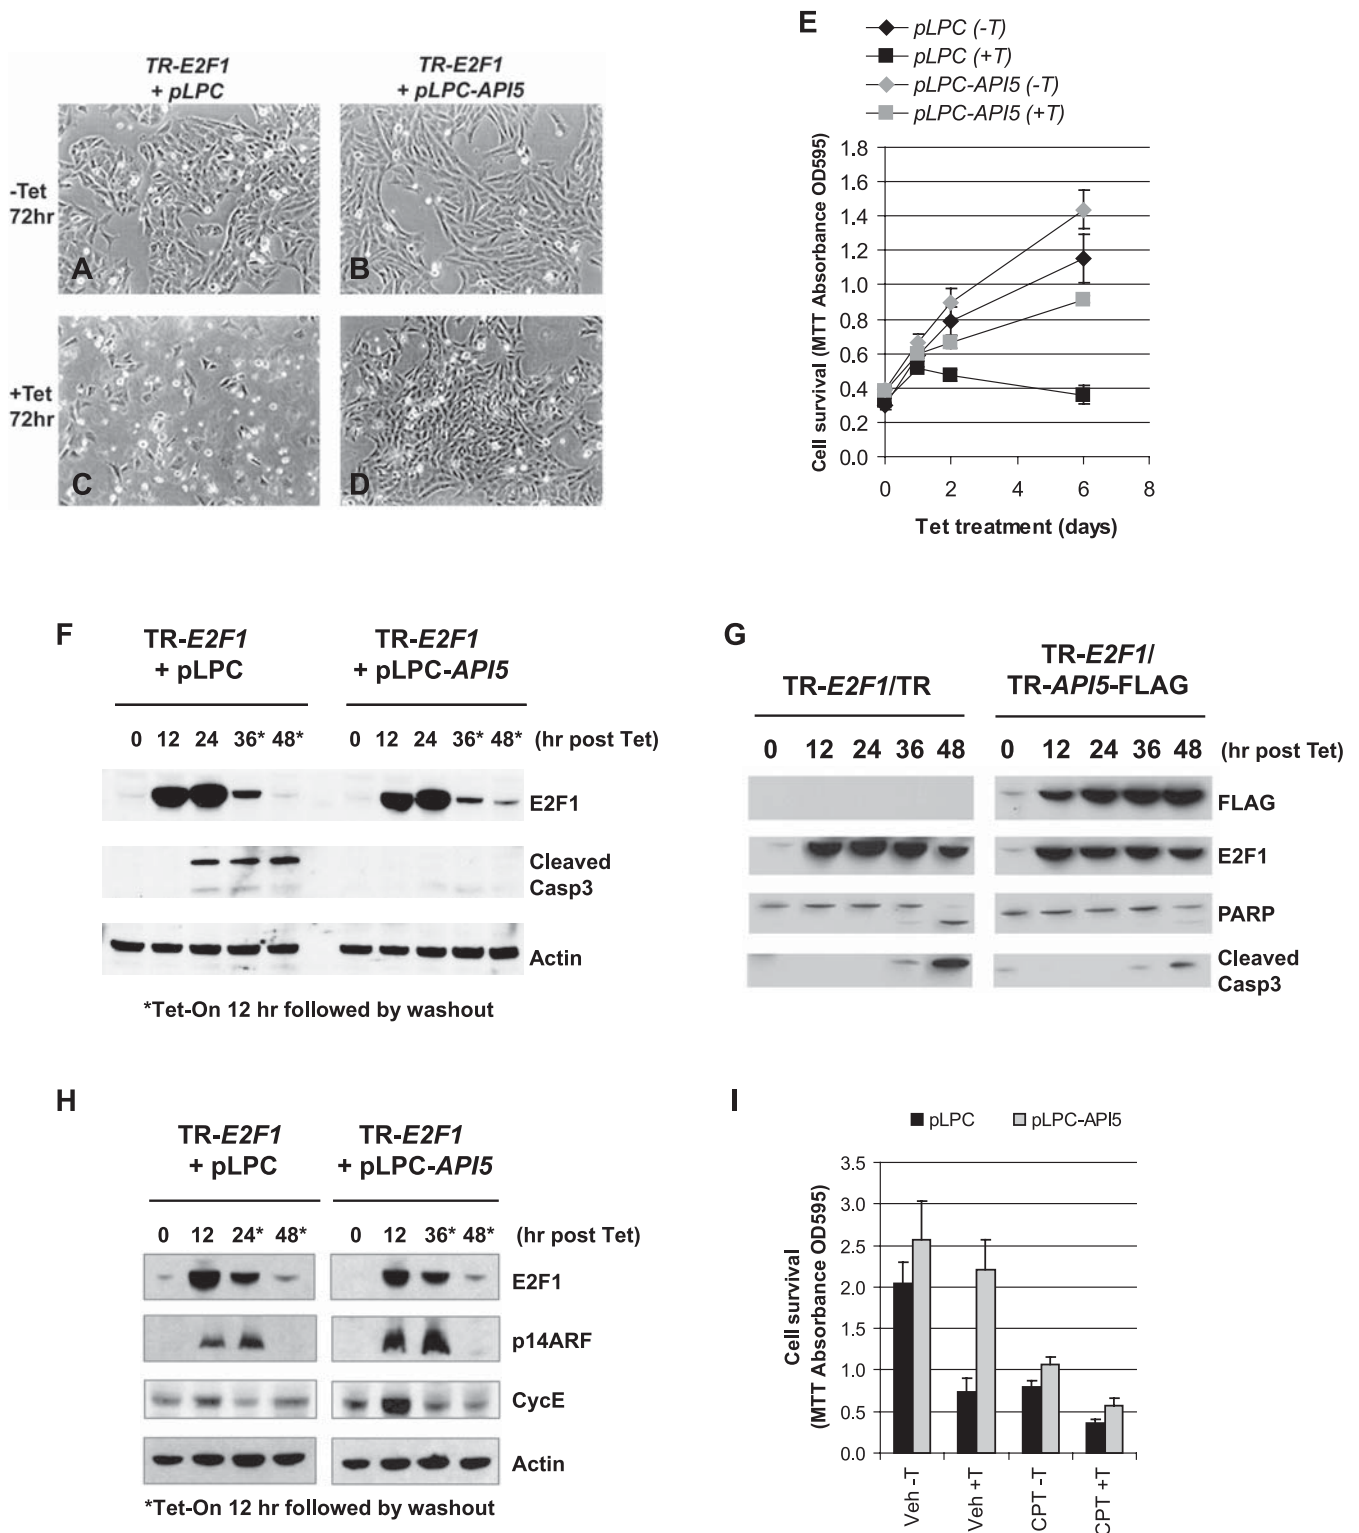 TR-E2F1
+ pLPC
TR-E2F1
+ pLPC-API5
-Tet
72hr
A
B
+Tet
72hr
C
D
E
pLPC (-T)
pLPC (+T)
pLPC-API5 (-T)
pLPC-API5 (+T)
Cell survival (MTT Absorbance OD595)
1.8
1.6
1.4
1.2
1.0
0.8
0.6
0.4
0.2
0.0
0 2 4 6 8
Tet treatment (days)
F
TR-E2F1
+ pLPC
TR-E2F1
+ pLPC-API5
0 12 24 36* 48* 0 12 24 36* 48* (hr post Tet)
E2F1
Cleaved
Casp3
Actin
*Tet-On 12 hr followed by washout
G
TR-E2F1/TR
TR-E2F1/
TR-API5-FLAG
0 12 24 36 48 0 12 24 36 48 (hr post Tet)
FLAG
E2F1
PARP
Cleaved
Casp3
H
TR-E2F1
+ pLPC
TR-E2F1
+ pLPC-API5
0 12 24* 48* 0 12 36* 48* (hr post Tet)
E2F1
p14ARF
CycE
Actin
*Tet-On 12 hr followed by washout
I
pLPC pLPC-API5
Cell survival
(MTT Absorbance OD595)
3.5
3.0
2.5
2.0
1.5
1.0
0.5
0.0
Veh -T
Veh +T
CPT -T
CPT +T